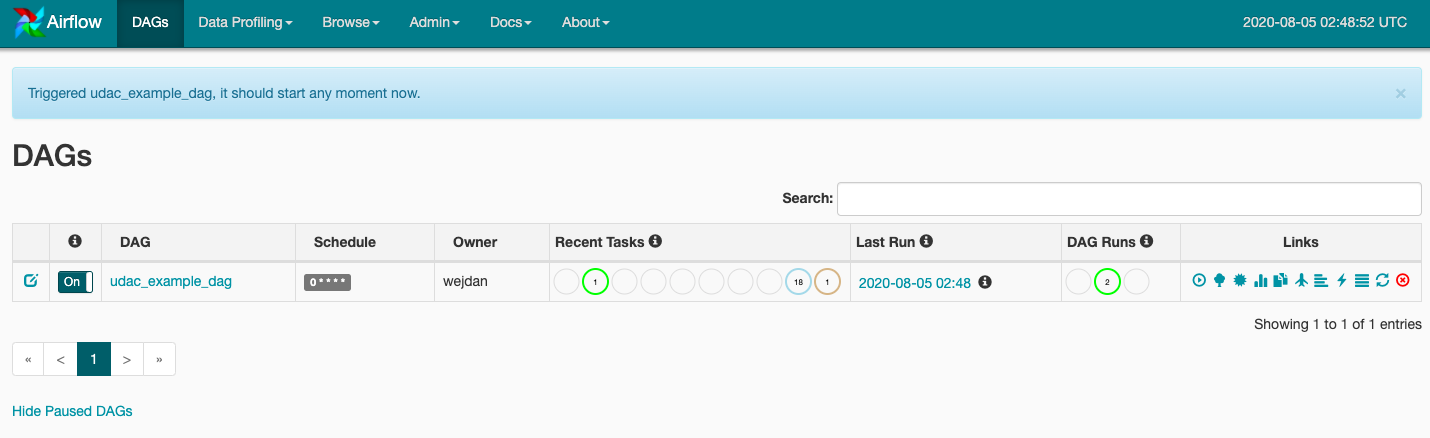 Airflow DAGs Data Profiling Browse Admin Docs About 2020-08-05 02:48:52 UTC
Triggered udac_example_dag, it should start any moment now. ×
DAGs
Search:
DAG Schedule Owner Recent Tasks Last Run DAG Runs Links
On udac_example_dag 0 * * * * wejdan 1 18 1 2020-08-05 02:48 2
Showing 1 to 1 of 1 entries
« < 1 > »
Hide Paused DAGs